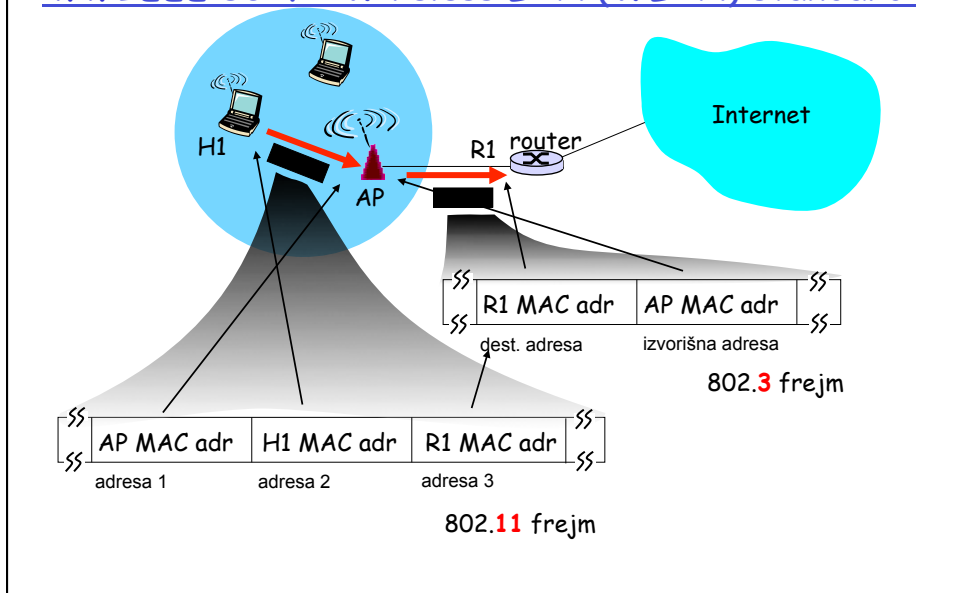 H1
AP
R1
router
Internet
R1 MAC adr
AP MAC adr
dest. adresa
izvorišna adresa
802.3 frejm
AP MAC adr
H1 MAC adr
R1 MAC adr
adresa 1
adresa 2
adresa 3
802.11 frejm